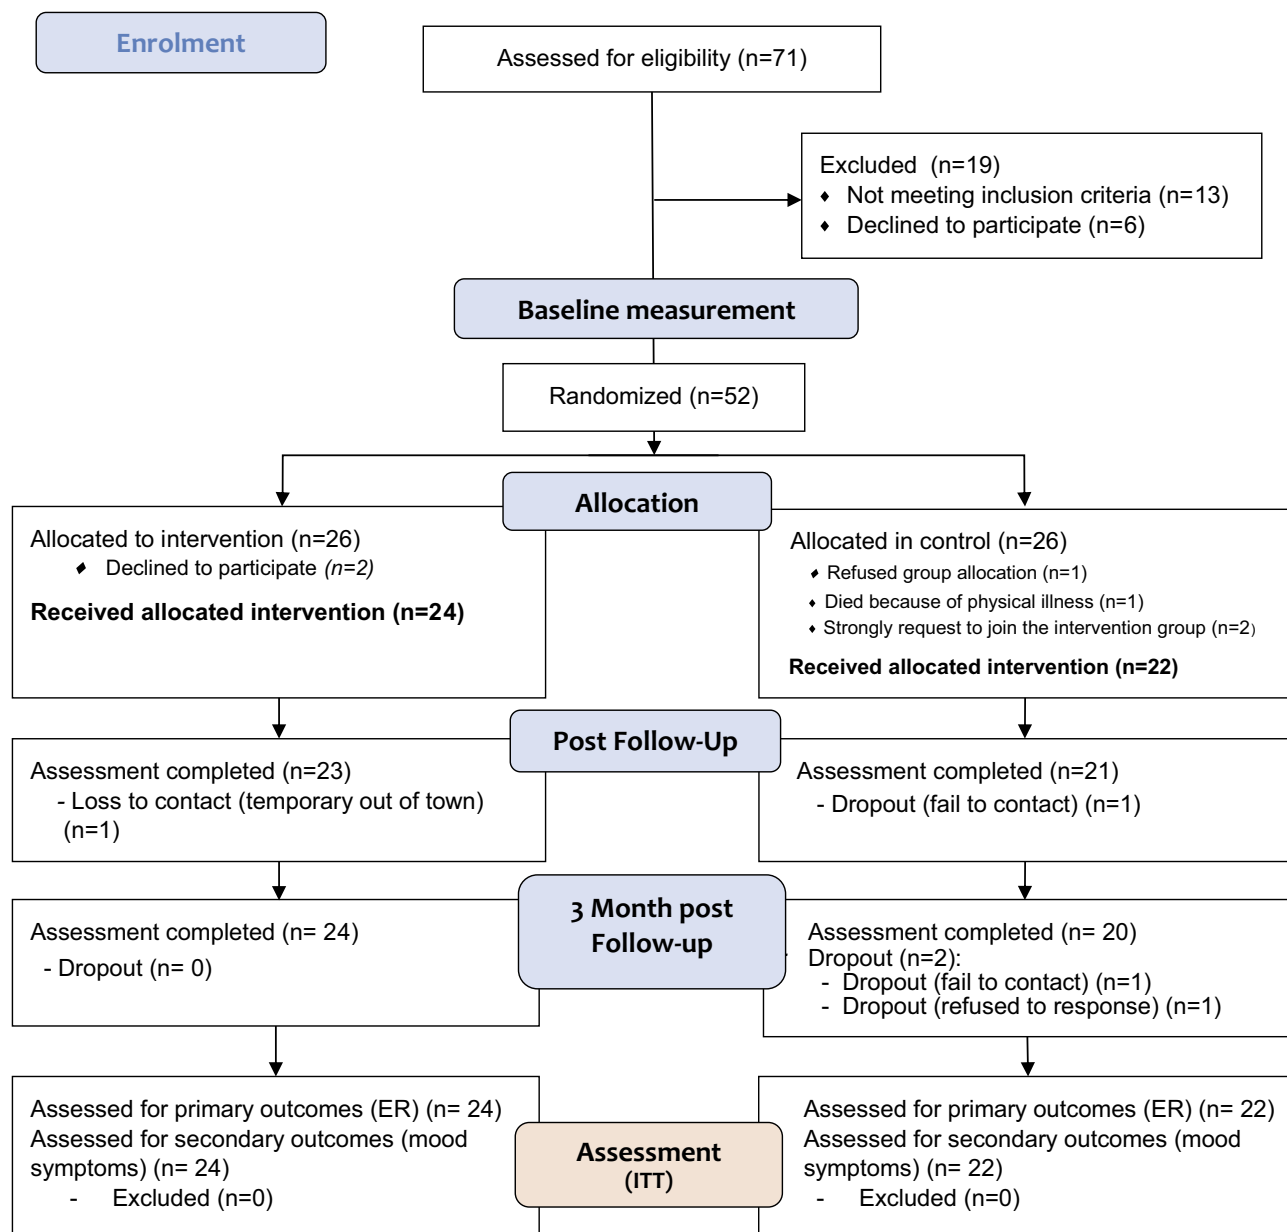 Enrolment
Assessed for eligibility (n=71)
Excluded (n=19)
♦ Not meeting inclusion criteria (n=13)
♦ Declined to participate (n=6)
Baseline measurement
Randomized (n=52)
Allocation
Allocated to intervention (n=26)
♦ Declined to participate (n=2)
Received allocated intervention (n=24)
Allocated in control (n=26)
♦ Refused group allocation (n=1)
♦ Died because of physical illness (n=1)
♦ Strongly request to join the intervention group (n=2)
Received allocated intervention (n=22)
Post Follow-Up
Assessment completed (n=23)
- Loss to contact (temporary out of town)
(n=1)
Assessment completed (n=21)
- Dropout (fail to contact) (n=1)
3 Month post
Follow-up
Assessment completed (n= 24)
- Dropout (n= 0)
Assessment completed (n= 20)
Dropout (n=2):
- Dropout (fail to contact) (n=1)
- Dropout (refused to response) (n=1)
Assessed for primary outcomes (ER) (n= 24)
Assessed for secondary outcomes (mood
symptoms) (n= 24)
- Excluded (n=0)
Assessment
(ITT)
Assessed for primary outcomes (ER) (n= 22)
Assessed for secondary outcomes (mood
symptoms) (n= 22)
- Excluded (n=0)